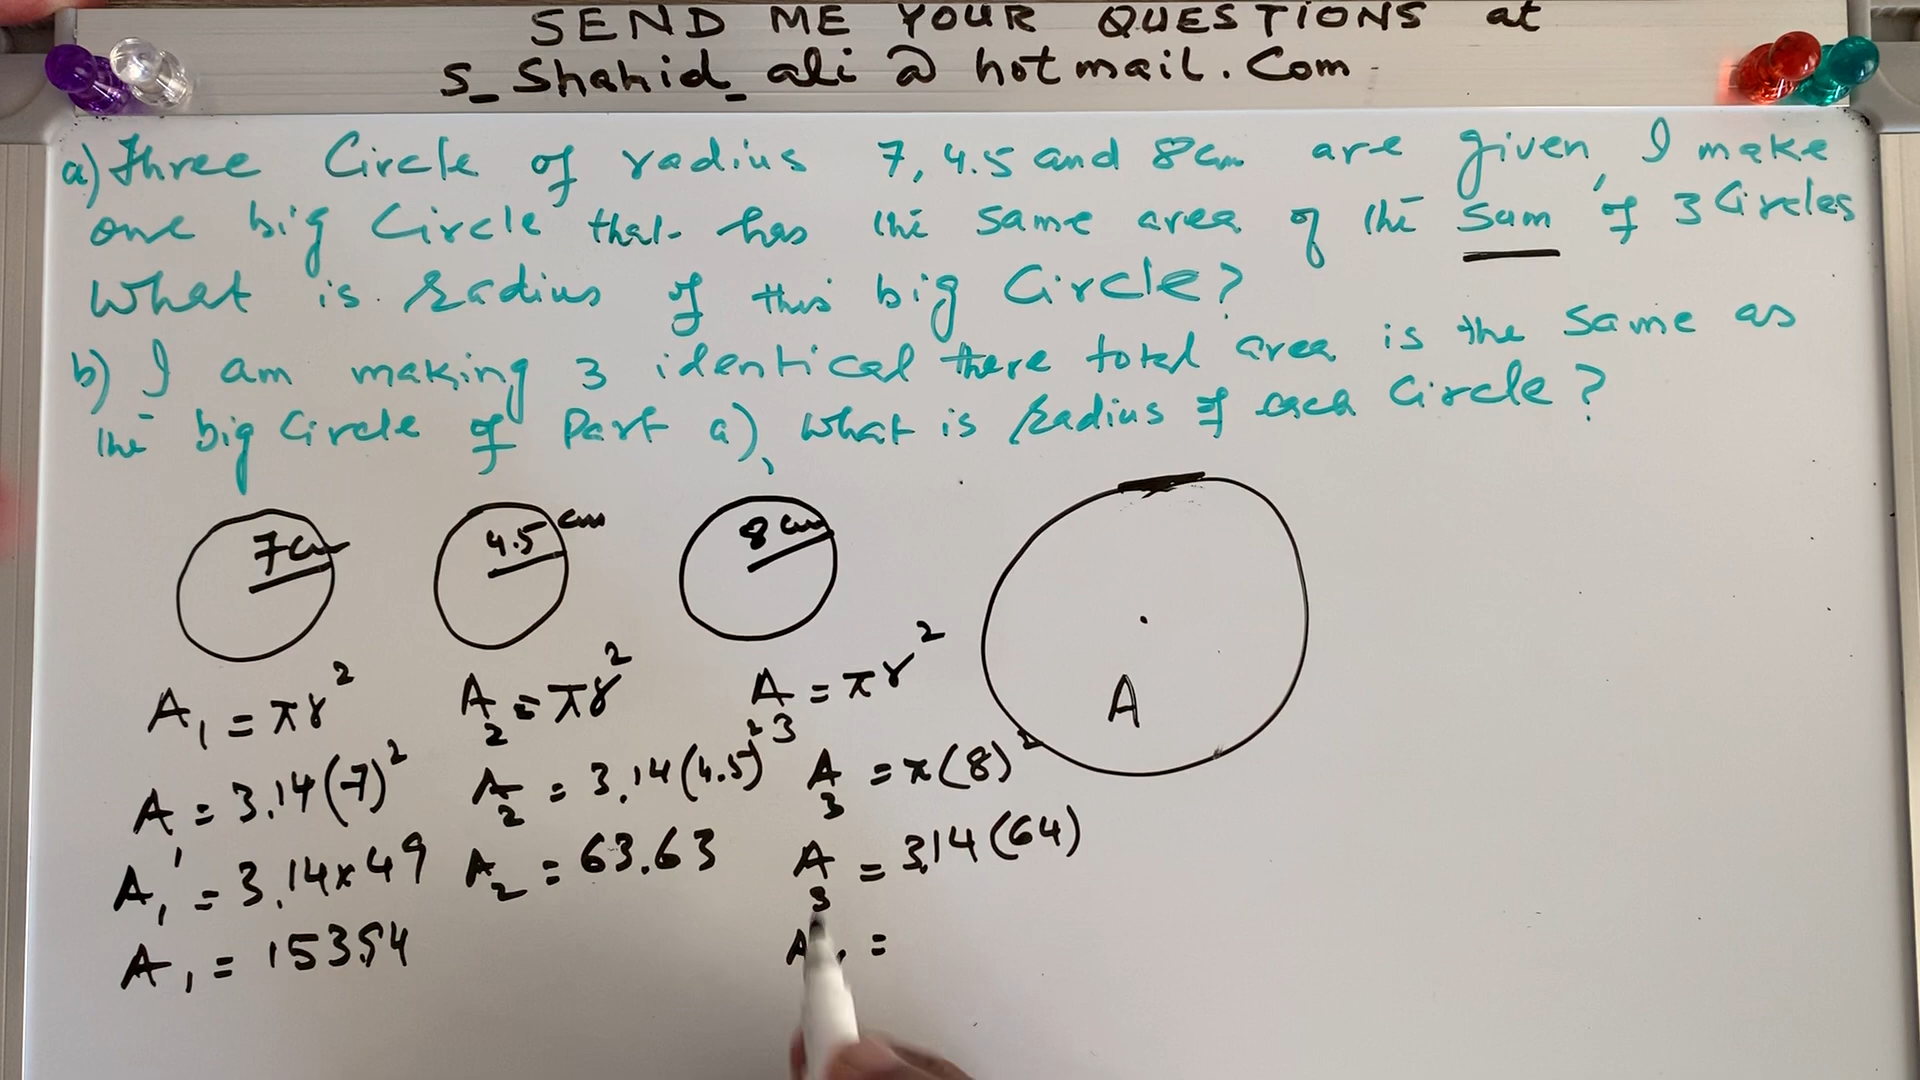 SEND ME YOUR QUESTIONS at
S_Shahid_ali@hotmail.Com
a) Three Circle of radius 7, 4.5 and 8cm are given, I make
one big Circle that has the same area of the sum of 3 Circles
What is radius of this big Circle?
b) I am making 3 identical there total area is the same as
the big Circle of Part a), what is radius of each Circle?
7cm
4.5 cm
8cm
A
A₁ = πr²
A₁ = 3.14(7)²
A₁ = 3.14x49
A₁ = 153.54
A₂ = πr²
A₂ = 3.14(4.5)²
A₂ = 63.63
A₃ = πr²
A₃ = π(8)²
A₃ = 3.14(64)
=